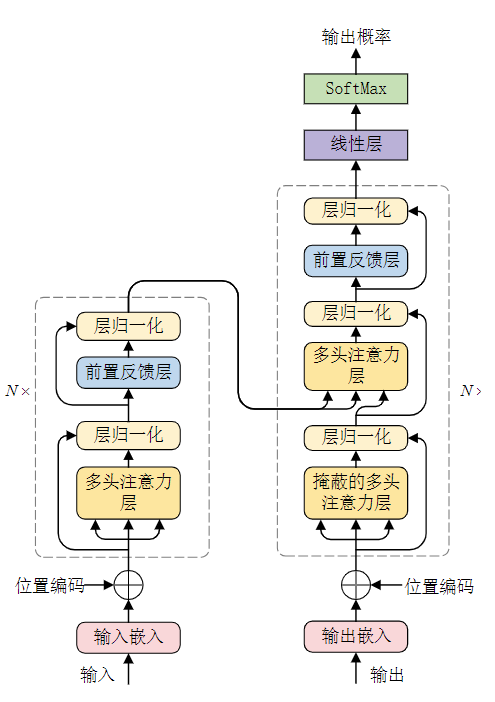 输出概率
SoftMax
线性层
层归一化
前置反馈层
层归一化
多头注意力
层
层归一化
掩蔽的多头
注意力层
N×
位置编码
输出嵌入
输出
层归一化
前置反馈层
N×
层归一化
多头注意力
层
位置编码
输入嵌入
输入